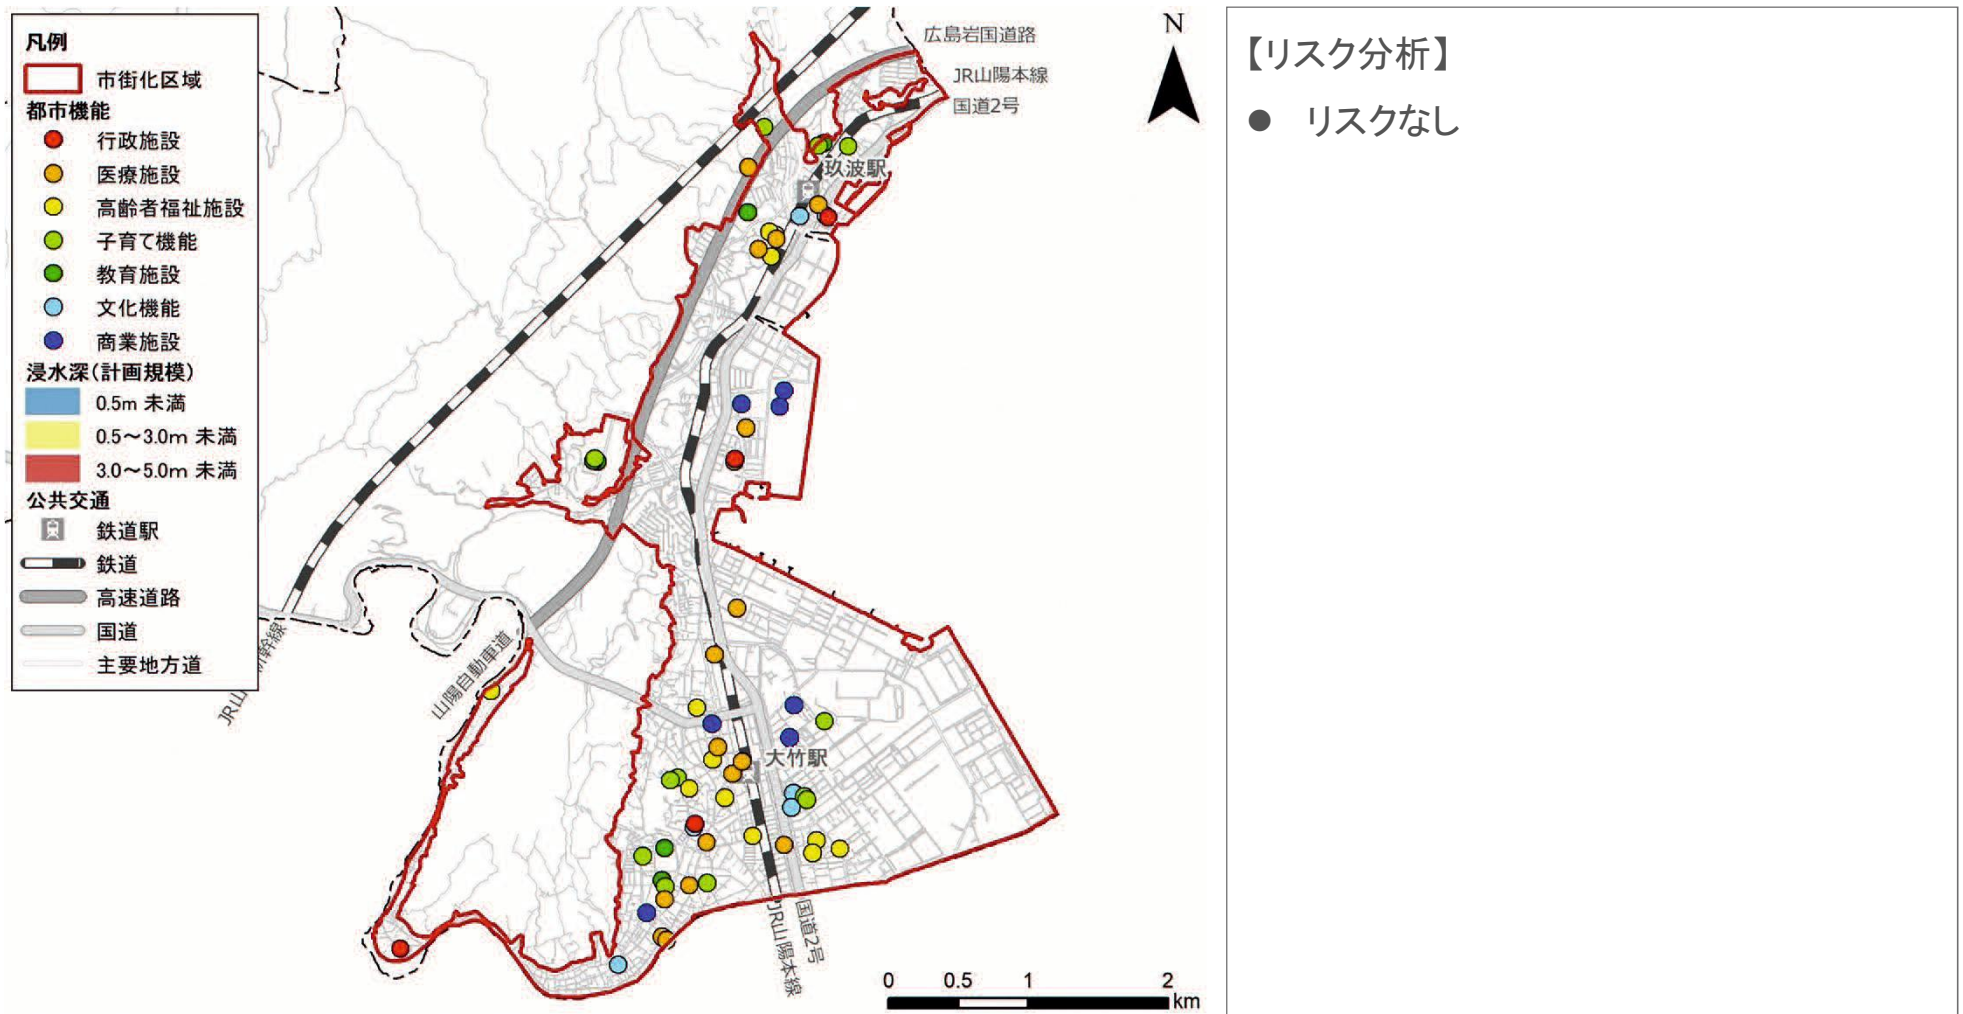 凡例
市街化区域
都市機能
行政施設
医療施設
高齢者福祉施設
子育て機能
教育施設
文化機能
商業施設
浸水深(計画規模)
0.5m 未満
0.5～3.0m 未満
3.0～5.0m 未満
公共交通
鉄道駅
鉄道
高速道路
国道
主要地方道
広島岩国道路
JR山陽本線
国道2号
玖波駅
N
JR山
幹線
山陽自動車道
大竹駅
国道2号
JR山陽本線
0 0.5 1 2
km
【リスク分析】
● リスクなし